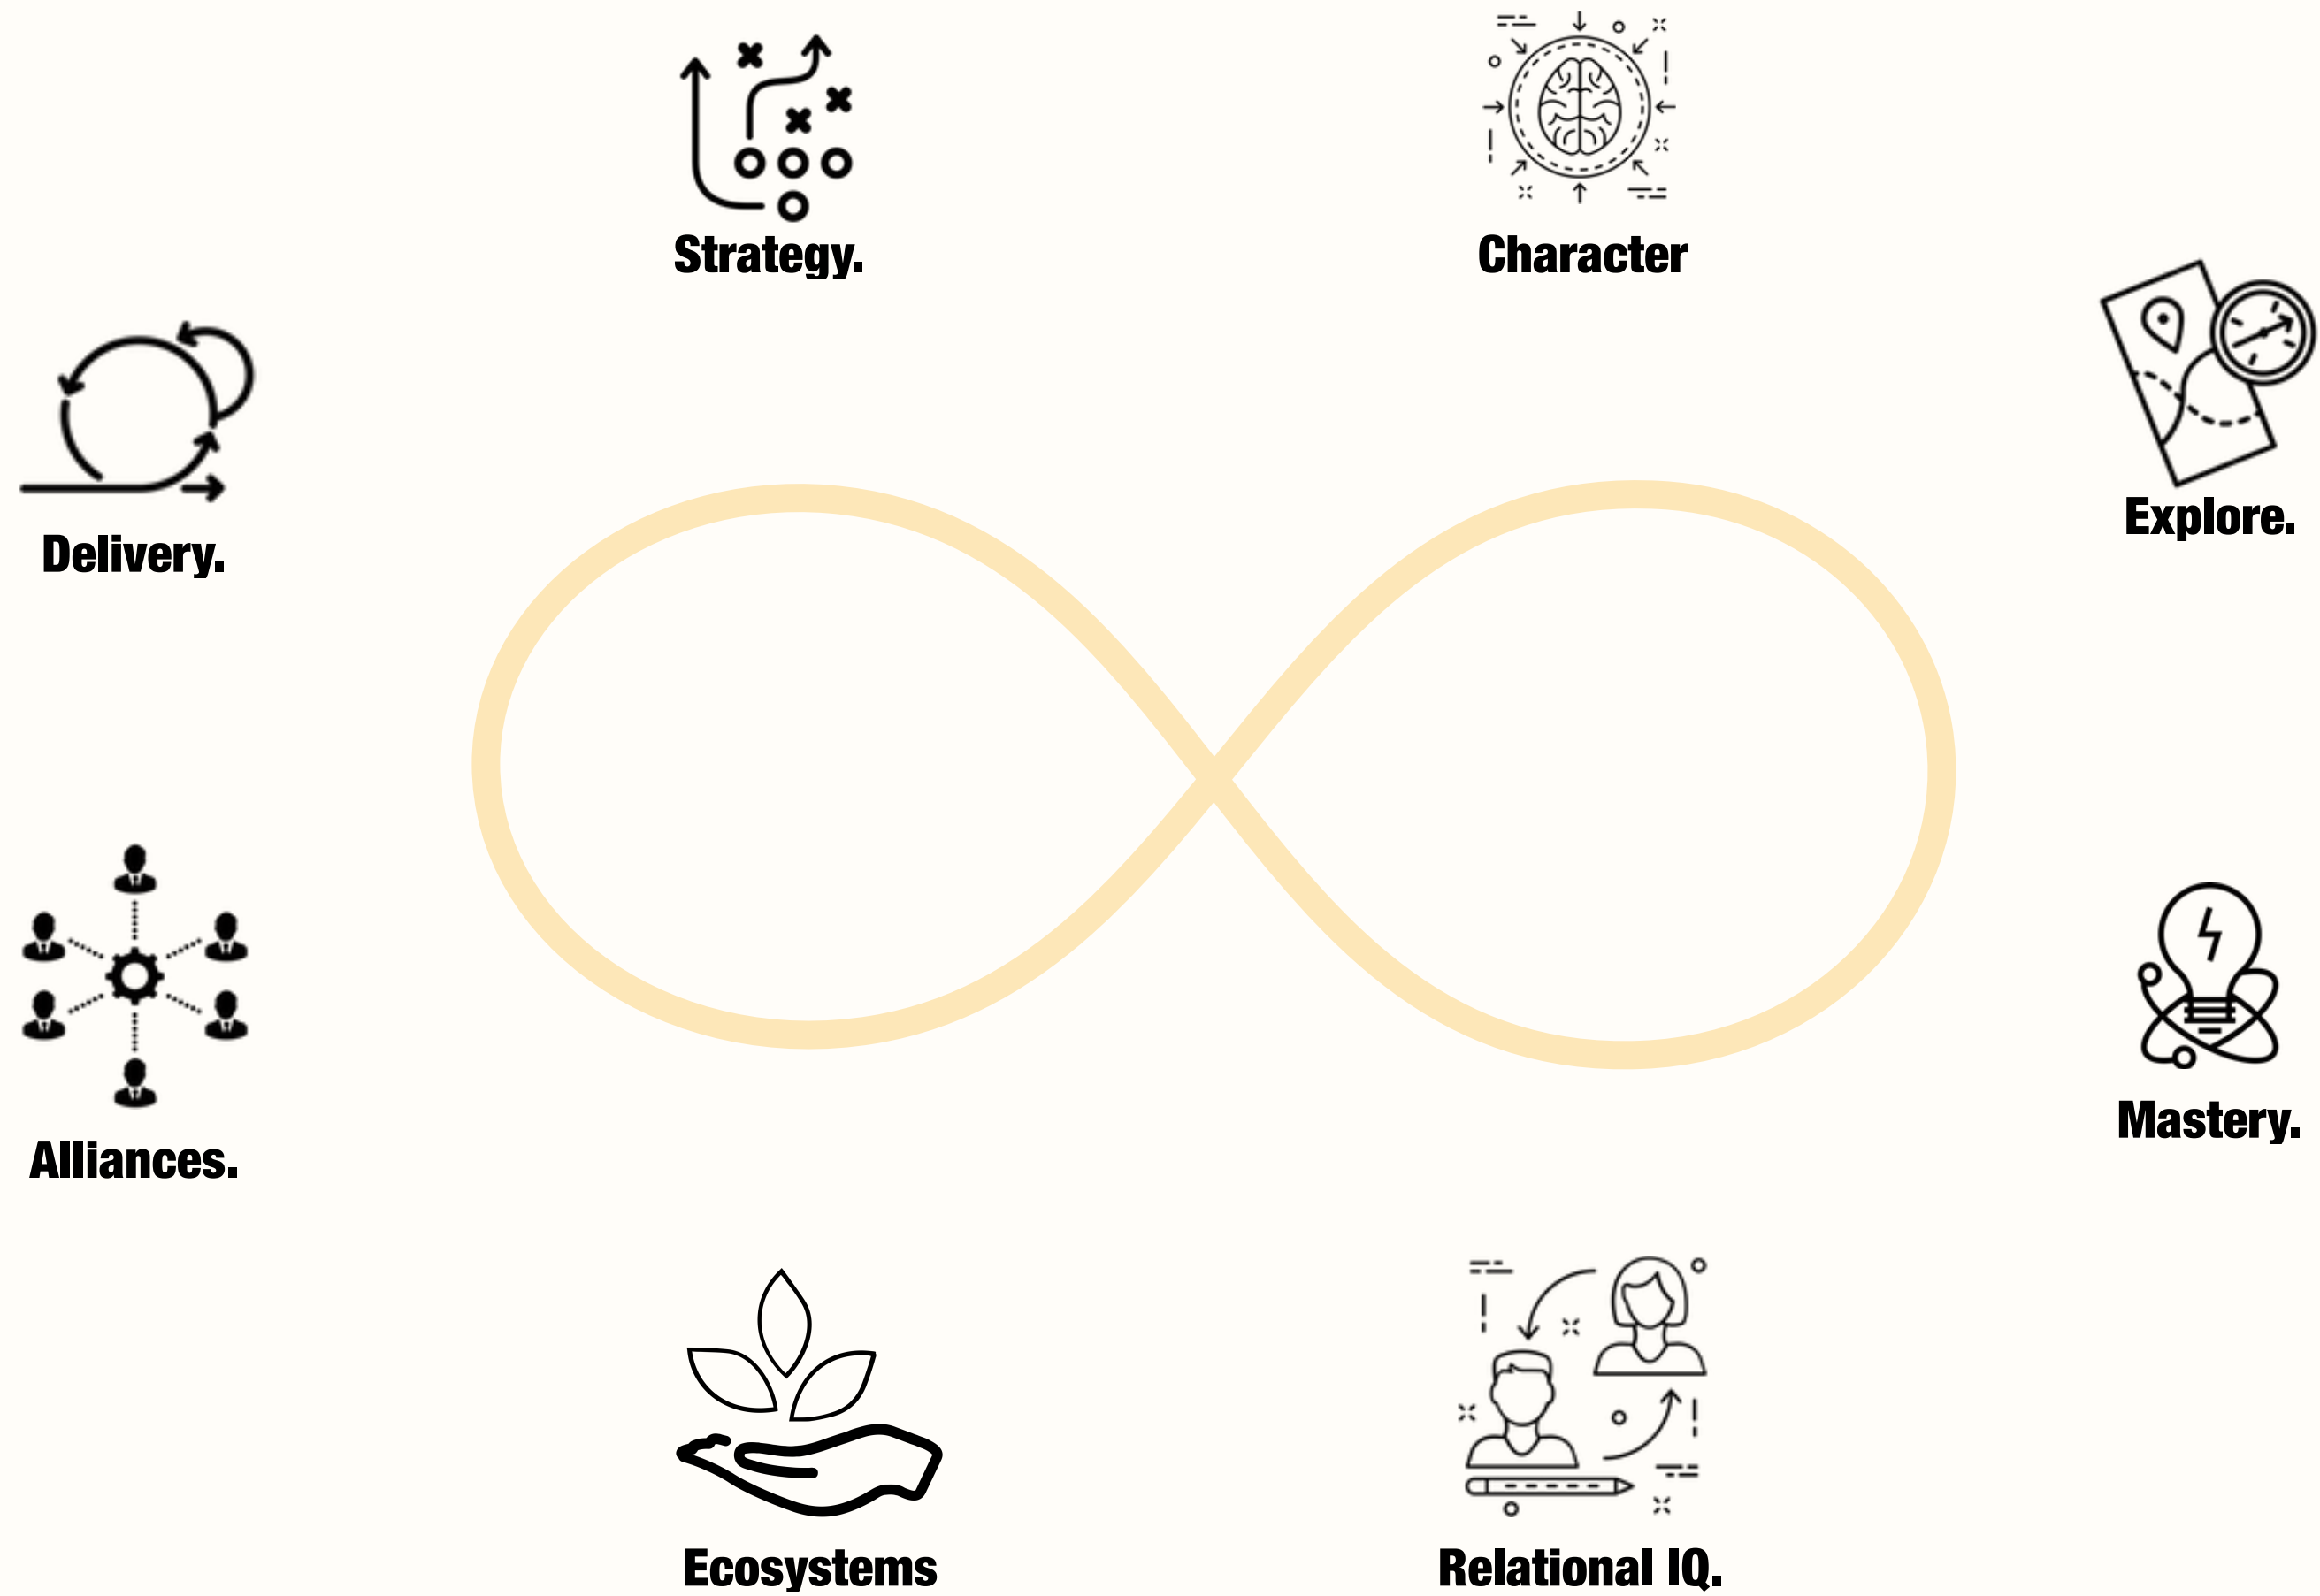 Strategy.
Character
Explore.
Delivery.
Mastery.
Alliances.
Ecosystems
Relational IQ.